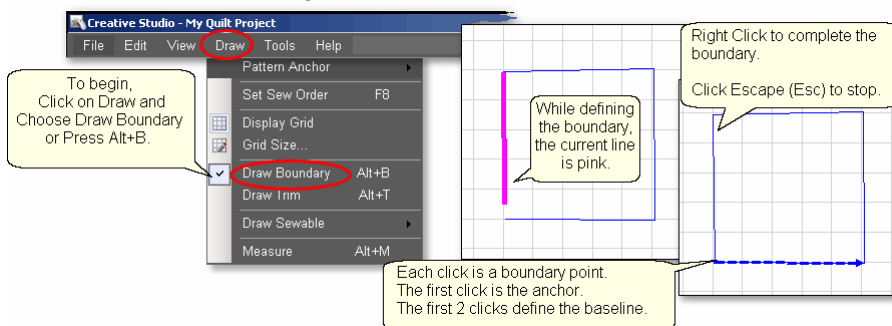 Creative Studio - My Quilt Project
File Edit View Draw Tools Help
Pattern Anchor
Set Sew Order F8
Display Grid
Grid Size...
Draw Boundary Alt+B
Draw Trim Alt+T
Draw Sewable
Measure Alt+M
To begin,
Click on Draw and
Choose Draw Boundary
or Press Alt+B.
While defining
the boundary,
the current line
is pink.
Right Click to complete the
boundary.
Click Escape (Esc) to stop.
Each click is a boundary point.
The first click is the anchor.
The first 2 clicks define the baseline.